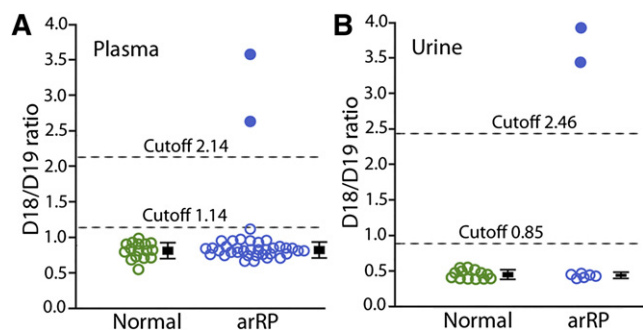 A
Plasma
D18/D19 ratio
4.0
3.5
3.0
2.5
2.0
1.5
1.0
0.5
0.0
Cutoff 2.14
Cutoff 1.14
Normal
arRP
B
Urine
D18/D19 ratio
4.0
3.5
3.0
2.5
2.0
1.5
1.0
0.5
0.0
Cutoff 2.46
Cutoff 0.85
Normal
arRP